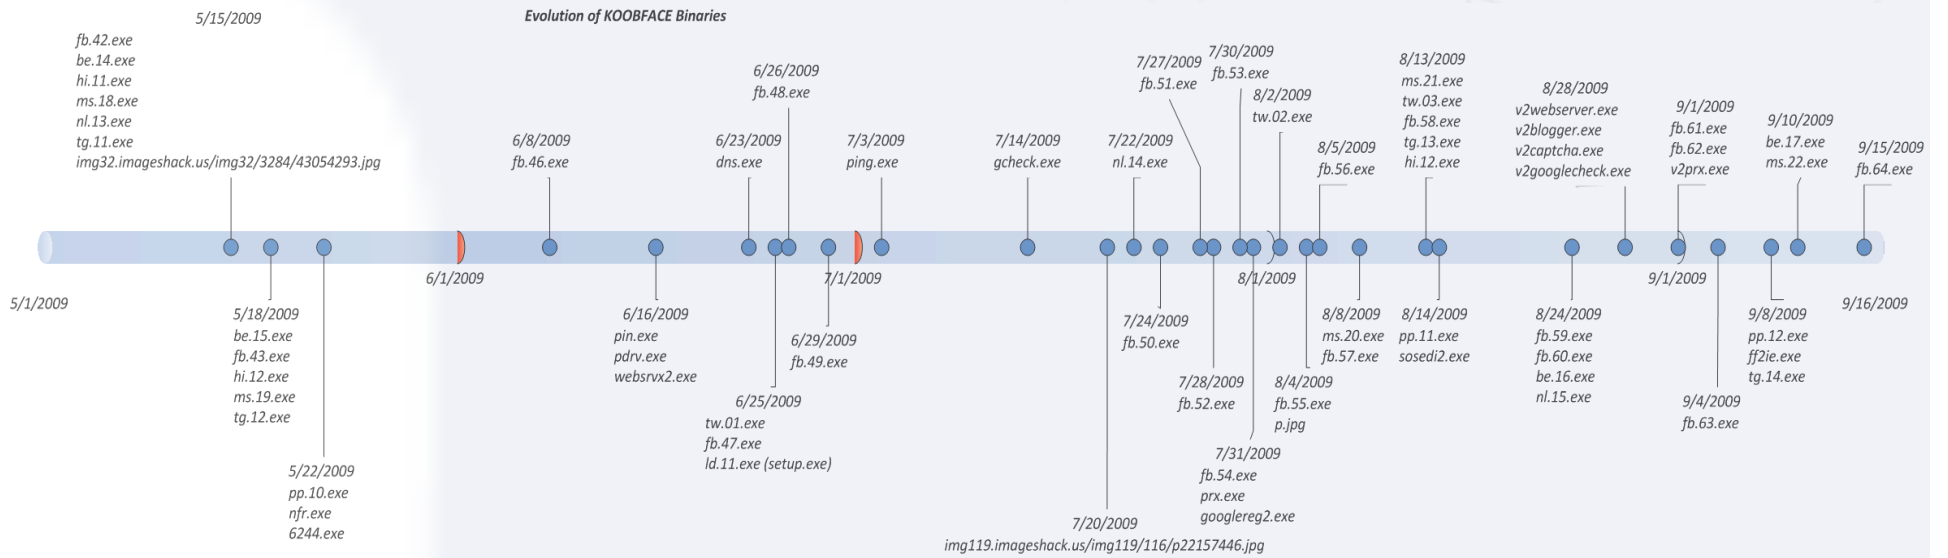 Evolution of KOOBFACE Binaries
5/15/2009
fb.42.exe
be.14.exe
hi.11.exe
ms.18.exe
nl.13.exe
tg.11.exe
img32.imageshack.us/img32/3284/43054293.jpg
6/8/2009
fb.46.exe
6/23/2009
dns.exe
6/26/2009
fb.48.exe
7/3/2009
ping.exe
7/14/2009
gcheck.exe
7/22/2009
nl.14.exe
7/27/2009
fb.51.exe
7/30/2009
fb.53.exe
8/2/2009
tw.02.exe
8/5/2009
fb.56.exe
8/13/2009
ms.21.exe
tw.03.exe
fb.58.exe
tg.13.exe
hi.12.exe
8/28/2009
v2webserver.exe
v2blogger.exe
v2captcha.exe
v2googlecheck.exe
9/1/2009
fb.61.exe
fb.62.exe
v2prx.exe
9/10/2009
be.17.exe
ms.22.exe
9/15/2009
fb.64.exe
5/1/2009
6/1/2009
7/1/2009
8/1/2009
9/1/2009
9/16/2009
5/18/2009
be.15.exe
fb.43.exe
hi.12.exe
ms.19.exe
tg.12.exe
5/22/2009
pp.10.exe
nfr.exe
6244.exe
6/16/2009
pin.exe
pdrv.exe
websrvx2.exe
6/25/2009
tw.01.exe
fb.47.exe
ld.11.exe (setup.exe)
6/29/2009
fb.49.exe
7/20/2009
img119.imageshack.us/img119/116/p22157446.jpg
7/24/2009
fb.50.exe
7/28/2009
fb.52.exe
7/31/2009
fb.54.exe
prx.exe
googlereg2.exe
8/4/2009
fb.55.exe
p.jpg
8/8/2009
ms.20.exe
fb.57.exe
8/14/2009
pp.11.exe
sosedi2.exe
8/24/2009
fb.59.exe
fb.60.exe
be.16.exe
nl.15.exe
9/4/2009
fb.63.exe
9/8/2009
pp.12.exe
ff2ie.exe
tg.14.exe